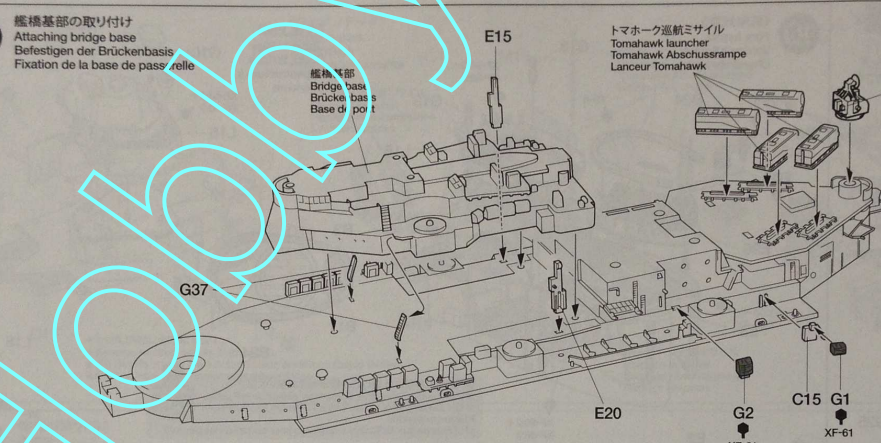 艦橋基部の取り付け
Attaching bridge base
Befestigen der Brückenbasis
Fixation de la base de passerelle
E15
トマホーク巡航ミサイル
Tomahawk launcher
Tomahawk Abschussrampe
Lanceur Tomahawk
艦橋基部
Bridge base
Brückenbasis
Base de pont
G37
E20
G2
C15
G1
XF-61
Hobby